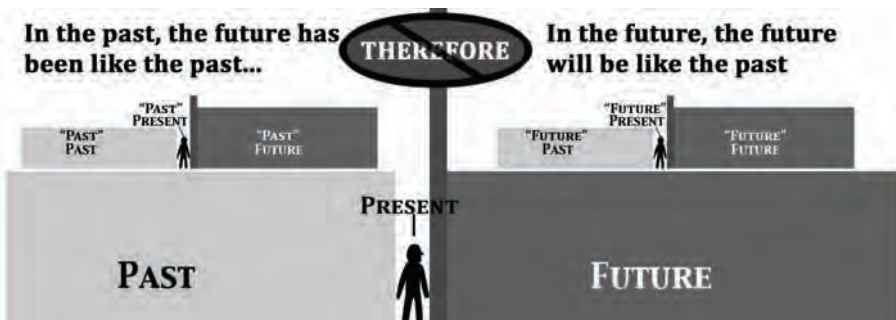 In the past, the future has
been like the past...
THEREFORE
In the future, the future
will be like the past
"PAST"
PRESENT
"PAST"
PAST
"PAST"
FUTURE
"FUTURE"
PRESENT
"FUTURE"
PAST
"FUTURE"
FUTURE
PRESENT
PAST
FUTURE